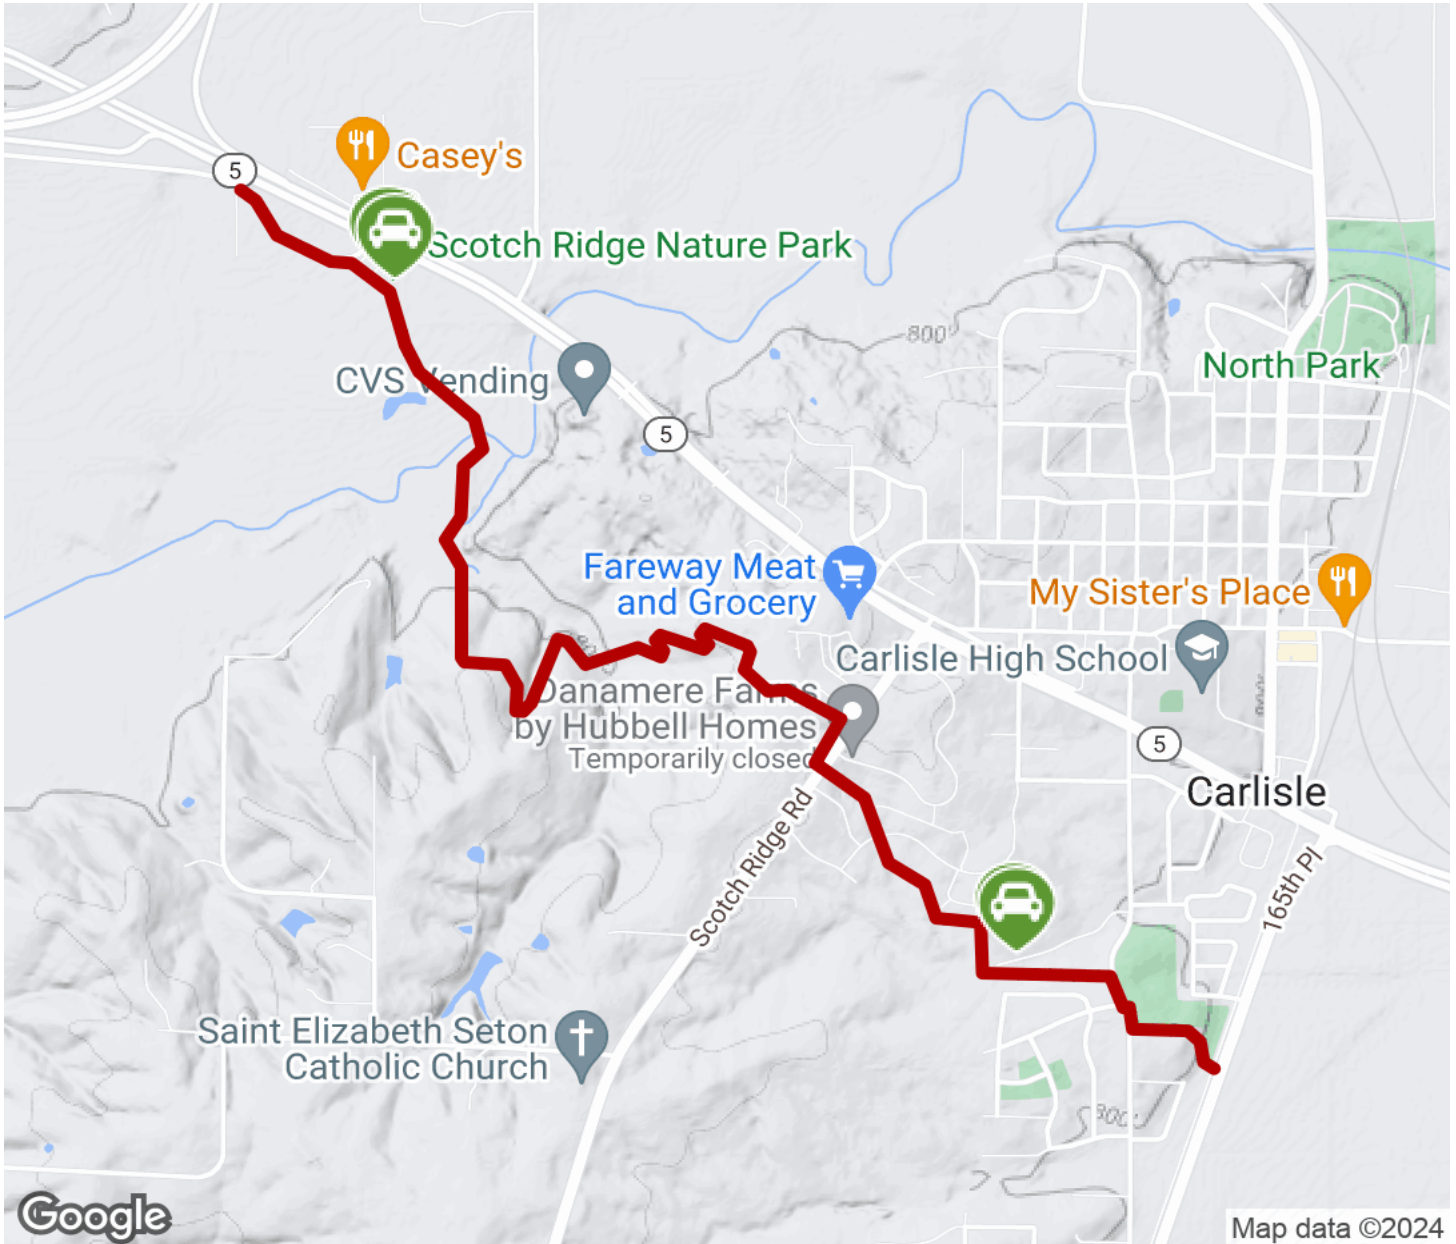 5
Casey's
Scotch Ridge Nature Park
800'
CVS Vending
North Park
5
Fareway Meat
and Grocery
My Sister's Place
Carlisle High School
Danamere Farms
by Hubbell Homes
Temporarily closed
5
Carlisle
Scotch Ridge Rd
165th Pl
Saint Elizabeth Seton
Catholic Church
800'
Google
Map data ©2024